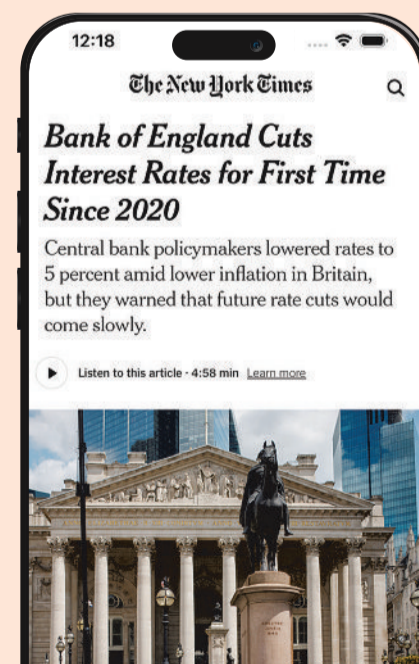 12:18
The New York Times
Bank of England Cuts
Interest Rates for First Time
Since 2020
Central bank policymakers lowered rates to
5 percent amid lower inflation in Britain,
but they warned that future rate cuts would
come slowly.
Listen to this article · 4:58 min Learn more